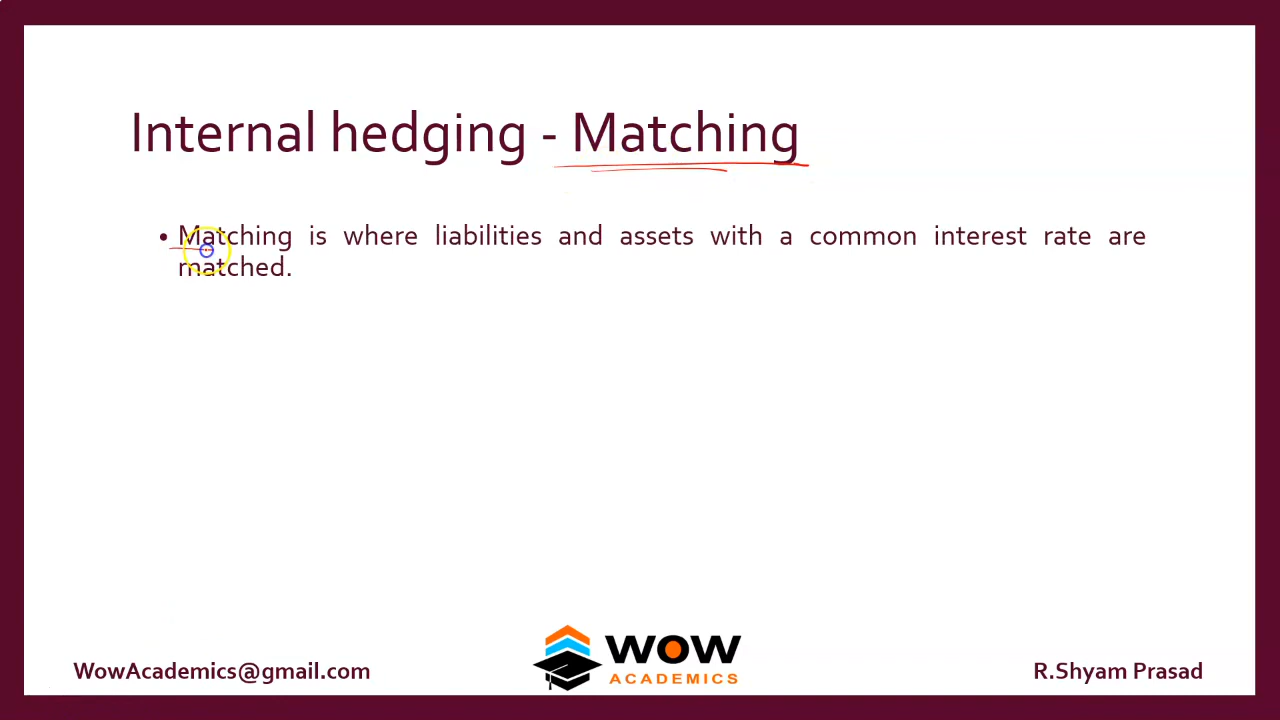 Internal hedging - Matching
• Matching is where liabilities and assets with a common interest rate are
matched.
WowAcademics@gmail.com
WOW
ACADEMICS
R.Shyam Prasad